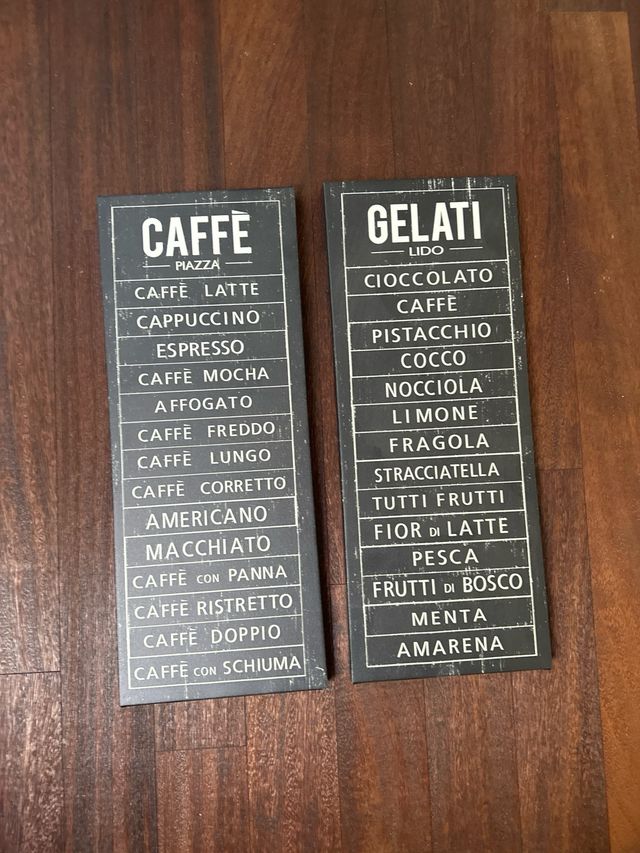 CAFFÈ
PIAZZA
CAFFÈ LATTE
CAPPUCCINO
ESPRESSO
CAFFÈ MOCHA
AFFOGATO
CAFFÈ FREDDO
CAFFÈ LUNGO
CAFFÈ CORRETTO
AMERICANO
MACCHIATO
CAFFÈ CON PANNA
CAFFÈ RISTRETTO
CAFFÈ DOPPIO
CAFFÈ CON SCHIUMA
GELATI
LIDO
CIOCCOLATO
CAFFÈ
PISTACCHIO
COCCO
NOCCIOLA
LIMONE
FRAGOLA
STRACCIATELLA
TUTTI FRUTTI
FIOR DI LATTE
PESCA
FRUTTI DI BOSCO
MENTA
AMARENA